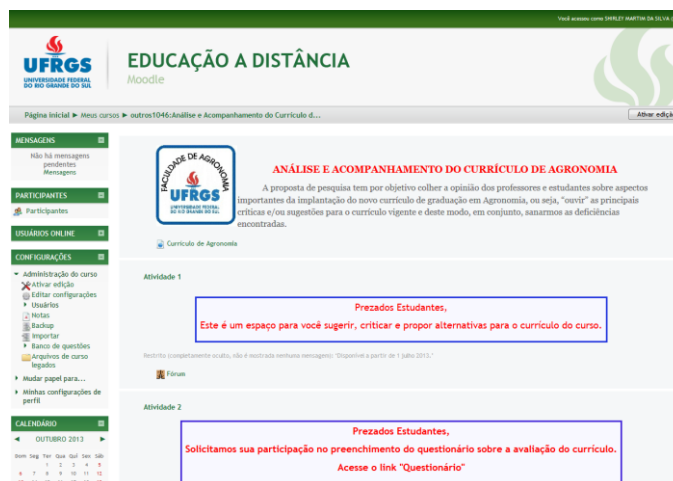 Você acessou como SHIRLEY MARTIM DA SILVA
UFRGS
UNIVERSIDADE FEDERAL
DO RIO GRANDE DO SUL
EDUCAÇÃO A DISTÂNCIA
Moodle
Página inicial ► Meus cursos ► outros1046:Análise e Acompanhamento do Currículo d...
Ativar ediçã
MENSAGENS
Não há mensagens
pendentes
Mensagens
PARTICIPANTES
Participantes
USUÁRIOS ONLINE
CONFIGURAÇÕES
Administração do curso
Ativar edição
Editar configurações
Usuários
Notas
Backup
Importar
Banco de questões
Arquivos de curso
legados
Mudar papel para...
Minhas configurações de
perfil
CALENDÁRIO
◄ OUTUBRO 2013 ►
Dom Seg Ter Qua Qui Sex Sáb
1 2 3 4 5
6 7 8 9 10 11 12
FACULDADE DE AGRONOMIA
UFRGS
UNIVERSIDADE FEDERAL
DO RIO GRANDE DO SUL
ANÁLISE E ACOMPANHAMENTO DO CURRÍCULO DE AGRONOMIA
A proposta de pesquisa tem por objetivo colher a opinião dos professores e estudantes sobre aspectos
importantes da implantação do novo currículo de graduação em Agronomia, ou seja, "ouvir" as principais
críticas e/ou sugestões para o currículo vigente e deste modo, em conjunto, sanarmos as deficiências
encontradas.
Currículo de Agronomia
Atividade 1
Prezados Estudantes,
Este é um espaço para você sugerir, criticar e propor alternativas para o currículo do curso.
Restrito (completamente oculto, não é mostrada nenhuma mensagem): "Disponível a partir de 1 julho 2013."
Fórum
Atividade 2
Prezados Estudantes,
Solicitamos sua participação no preenchimento do questionário sobre a avaliação do currículo.
Acesse o link "Questionário"